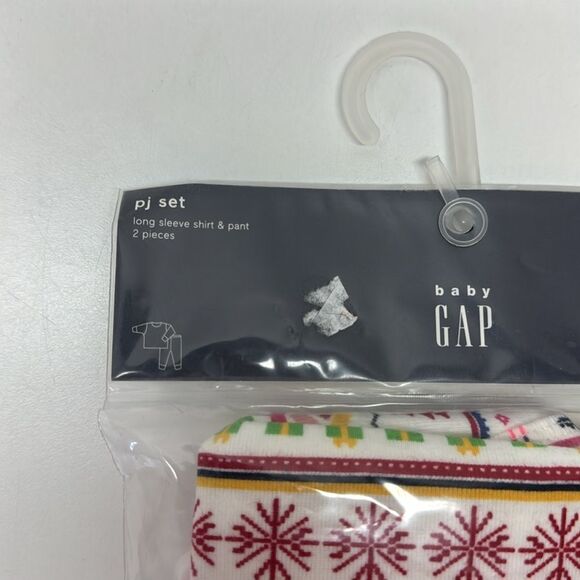 pj set
long sleeve shirt & pant
2 pieces
baby
GAP